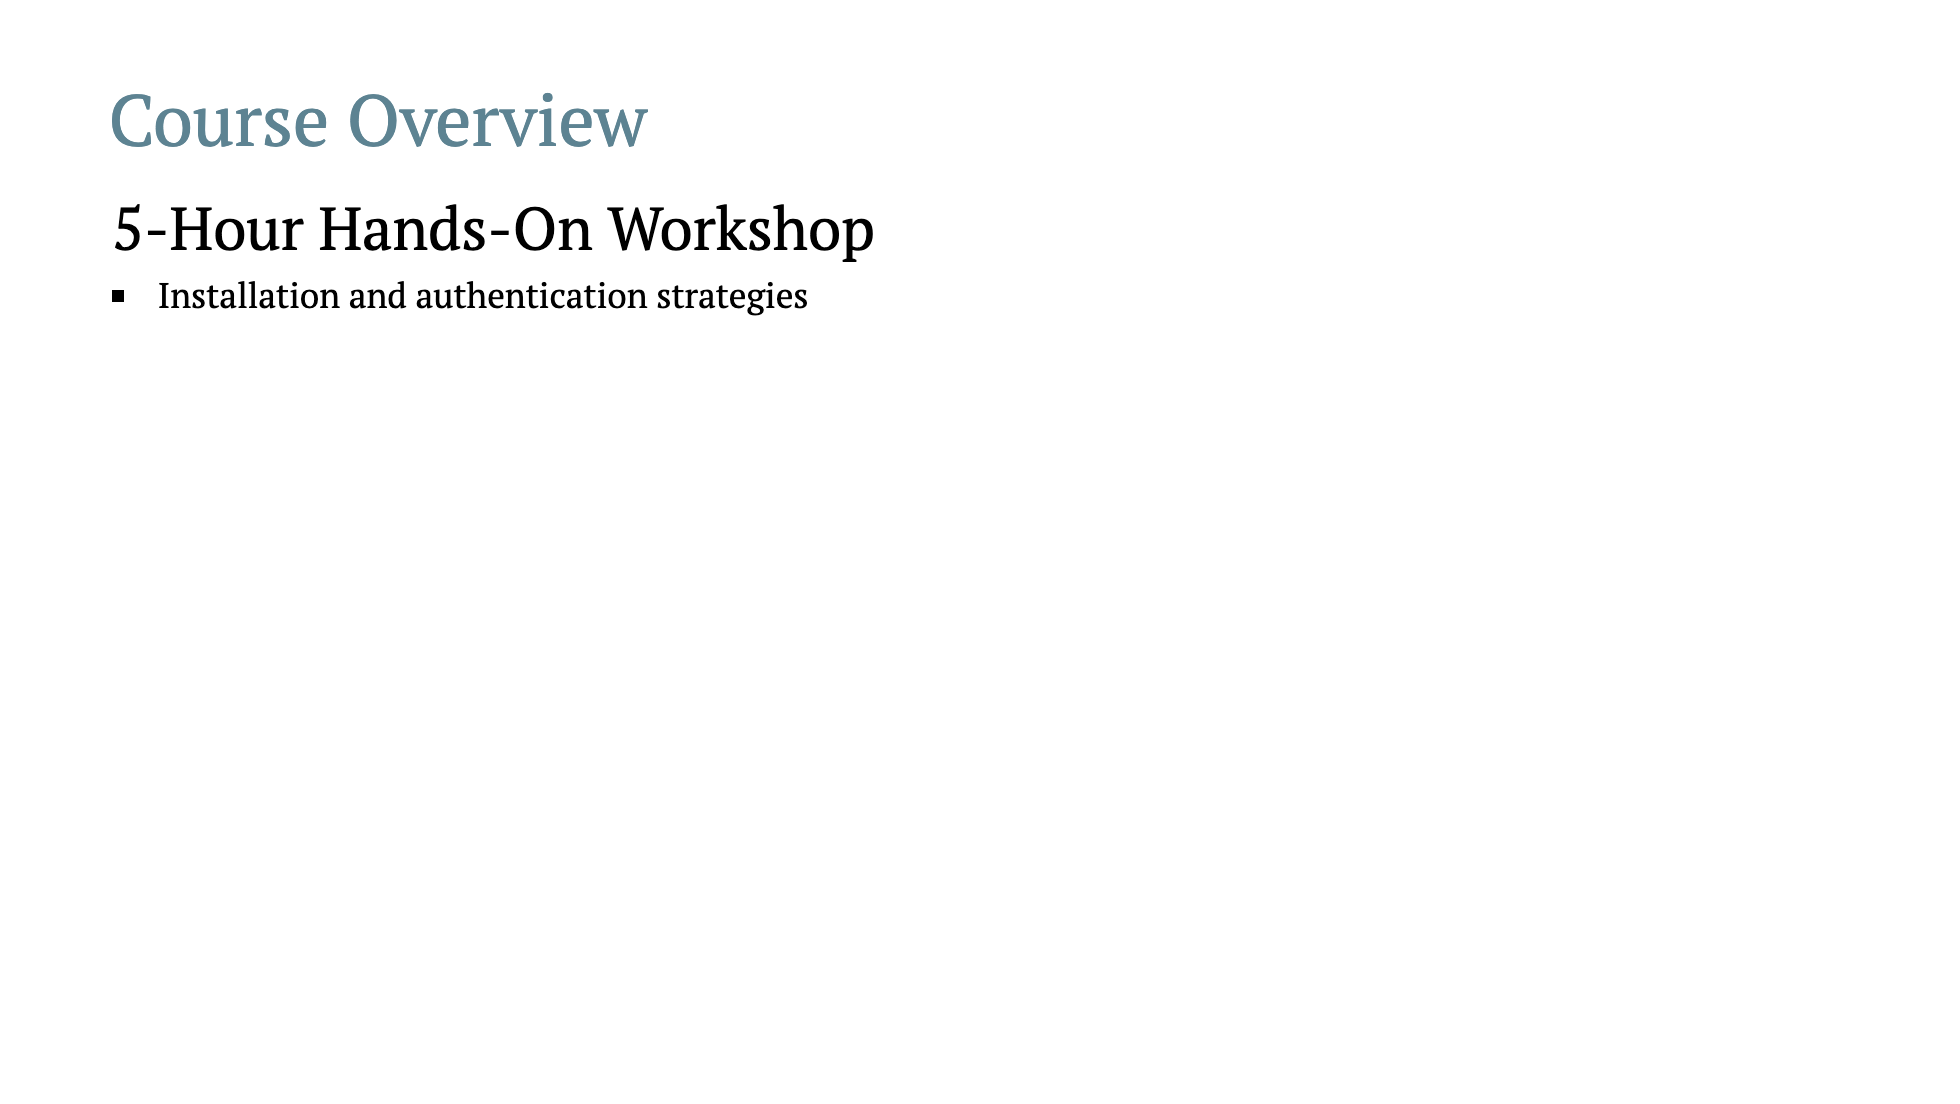 Course Overview
5-Hour Hands-On Workshop
▪ Installation and authentication strategies